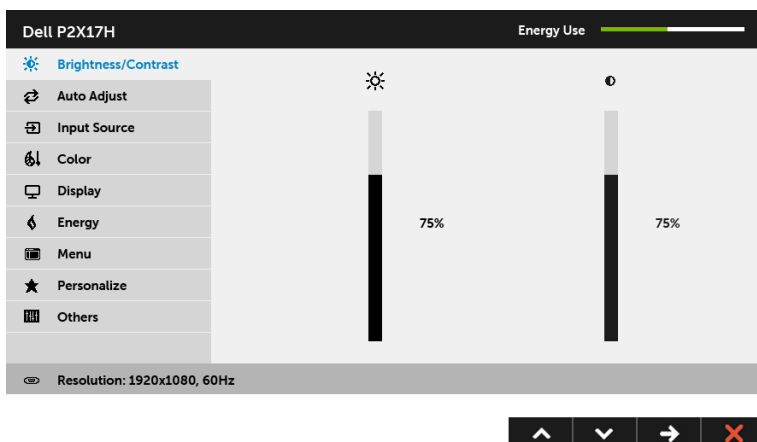 Dell P2X17H
Energy Use
Brightness/Contrast
Auto Adjust
Input Source
Color
Display
Energy
75%
75%
Menu
Personalize
Others
Resolution: 1920x1080, 60Hz